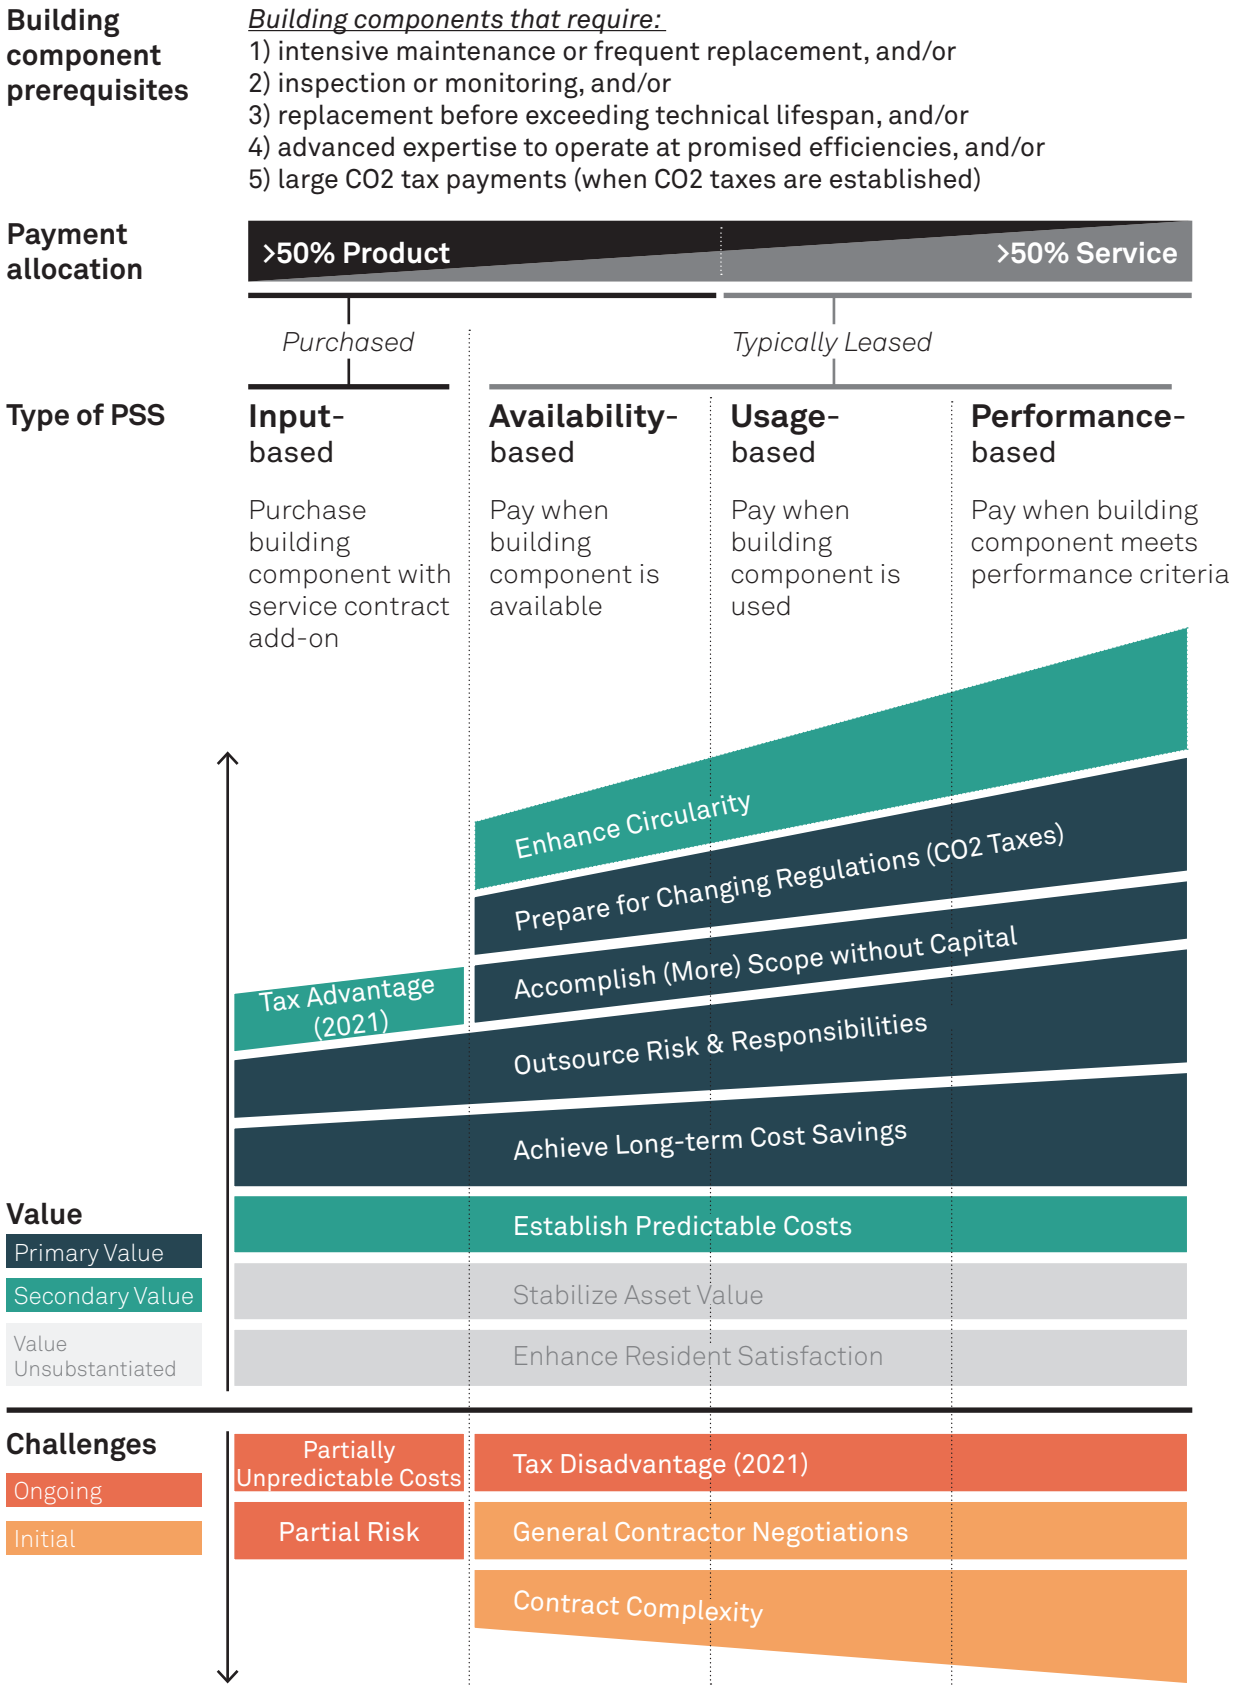 Building
component
prerequisites
Building components that require:
1) intensive maintenance or frequent replacement, and/or
2) inspection or monitoring, and/or
3) replacement before exceeding technical lifespan, and/or
4) advanced expertise to operate at promised efficiencies, and/or
5) large CO2 tax payments (when CO2 taxes are established)
Payment
allocation
>50% Product
>50% Service
Purchased
Typically Leased
Type of PSS
Input-
based
Purchase
building
component with
service contract
add-on
Availability-
based
Pay when
building
component is
available
Usage-
based
Pay when
building
component is
used
Performance-
based
Pay when building
component meets
performance criteria
Enhance Circularity
Prepare for Changing Regulations (CO2 Taxes)
Accomplish (More) Scope without Capital
Tax Advantage
(2021)
Outsource Risk & Responsibilities
Achieve Long-term Cost Savings
Establish Predictable Costs
Stabilize Asset Value
Enhance Resident Satisfaction
Value
Primary Value
Secondary Value
Value
Unsubstantiated
Challenges
Ongoing
Initial
Partially
Unpredictable Costs
Tax Disadvantage (2021)
Partial Risk
General Contractor Negotiations
Contract Complexity